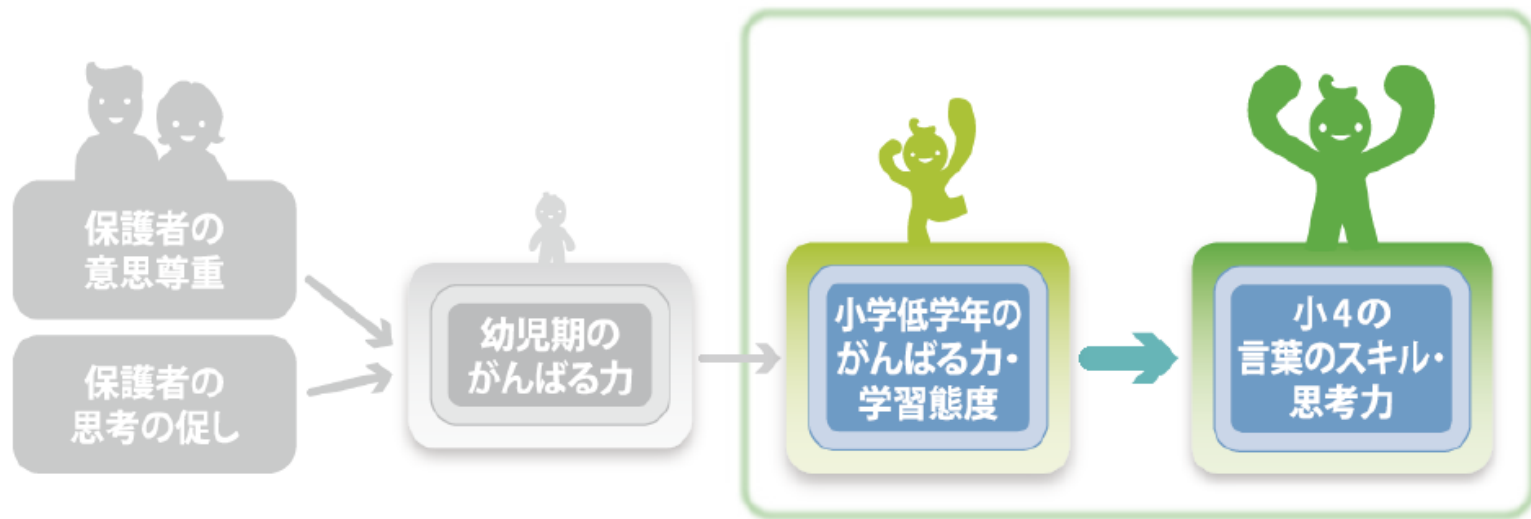 保護者の
意思尊重
保護者の
思考の促し
幼児期の
がんばる力
小学低学年の
がんばる力・
学習態度
小4の
言葉のスキル・
思考力